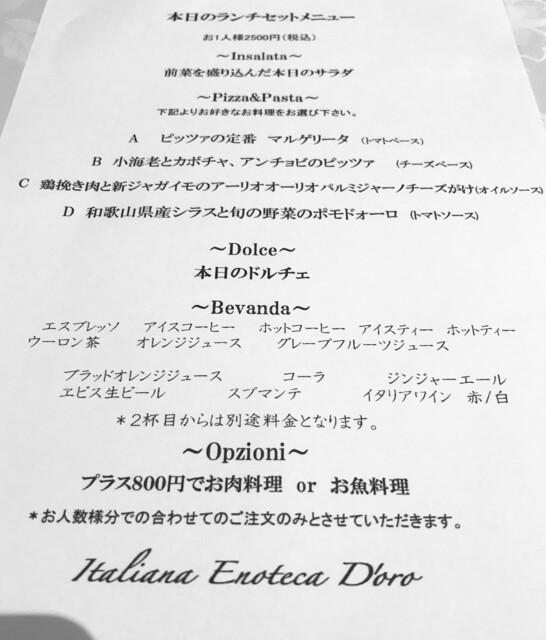 本日のランチセットメニュー
お1人様2500円(税込)
～Insalata～
前菜を盛り込んだ本日のサラダ
～Pizza&Pasta～
下記よりお好きなお料理をお選び下さい。
A ピッツァの定番 マルゲリータ (トマトベース)
B 小海老とカボチャ、アンチョビのピッツァ (チーズベース)
C 鶏挽き肉と新ジャガイモのアーリオオーリオパルミジャーノチーズがけ(オイルソース)
D 和歌山県産シラスと旬の野菜のポモドォーロ (トマトソース)
～Dolce～
本日のドルチェ
～Bevanda～
エスプレッソ アイスコーヒー ホットコーヒー アイスティー ホットティー
ウーロン茶 オレンジジュース グレープフルーツジュース
ブラッドオレンジジュース コーラ ジンジャーエール
ヱビス生ビール スプマンテ イタリアワイン 赤/白
*2杯目からは別途料金となります。
～Opzioni～
プラス800円でお肉料理 or お魚料理
*お人数様分での合わせてのご注文のみとさせていただきます。
Italiana Enoteca D'oro